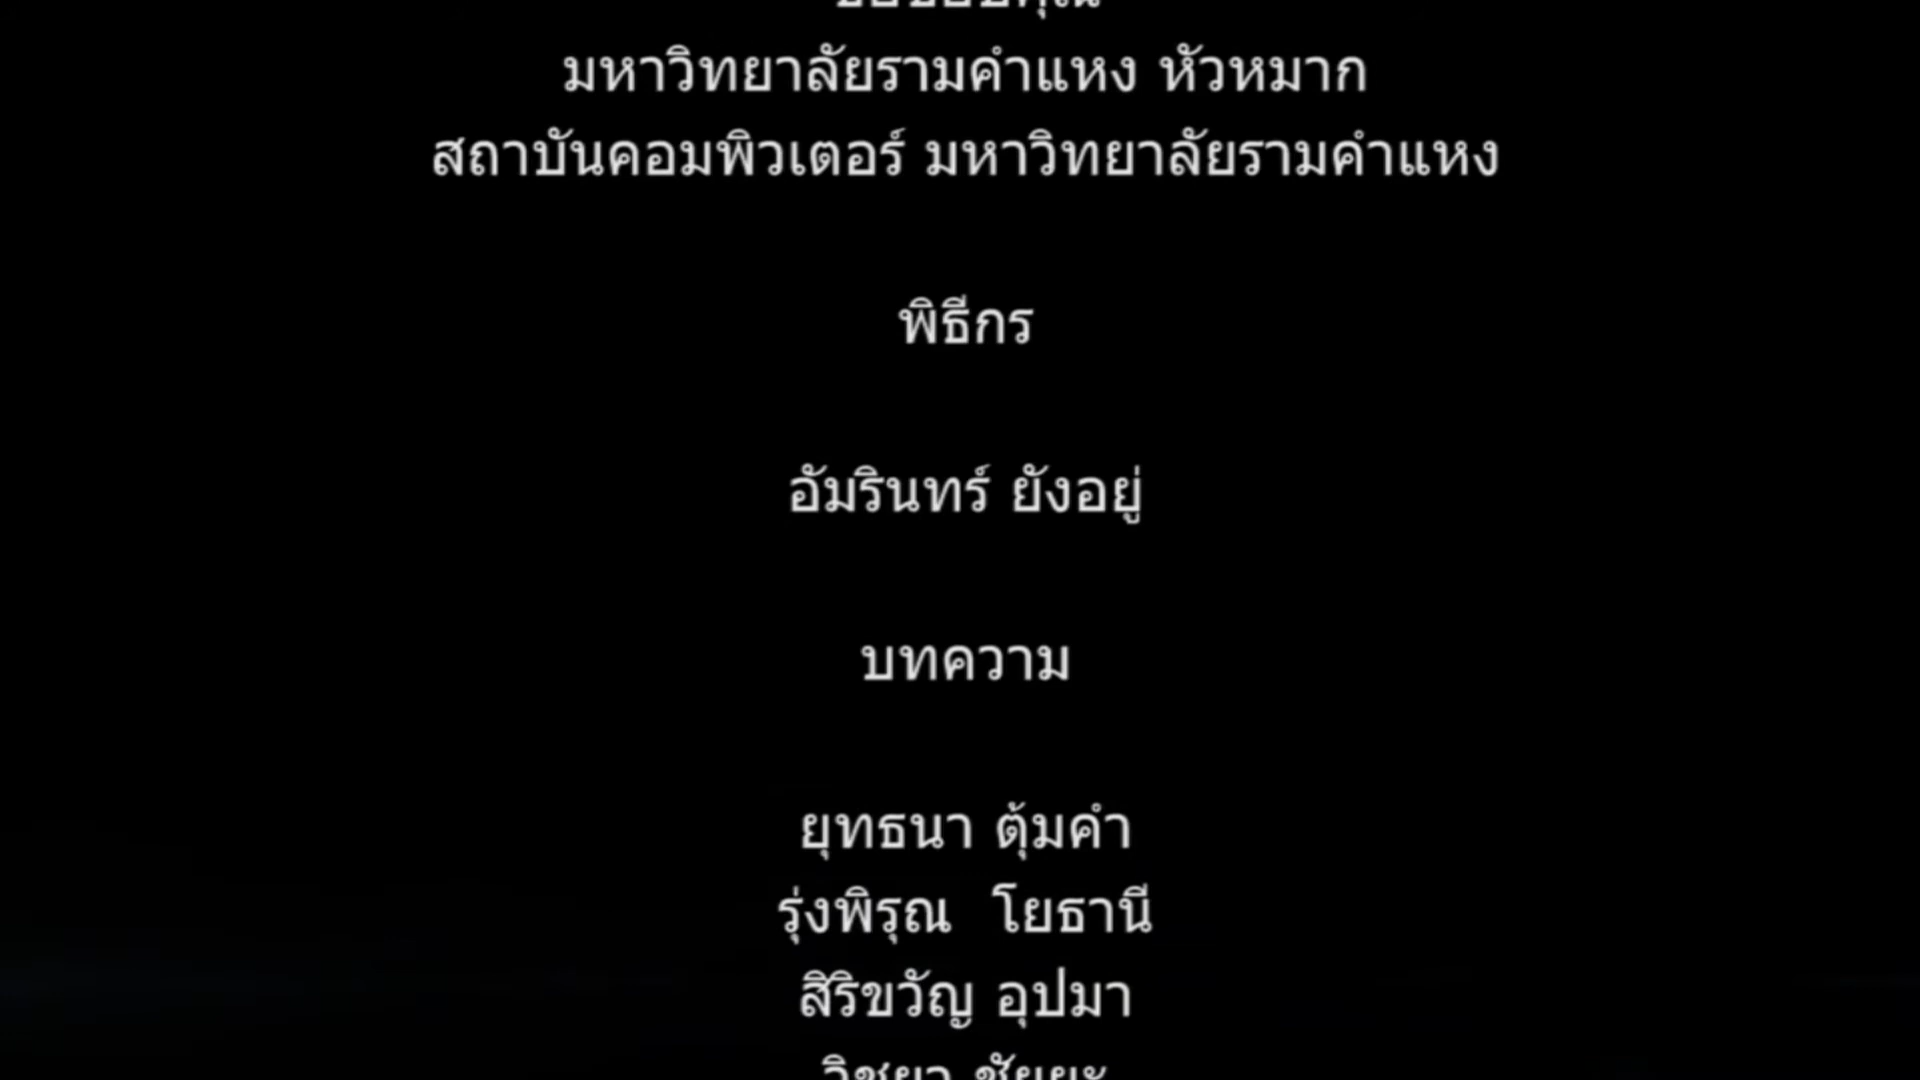 มหาวิทยาลัยรามคำแหง หัวหมาก
สถาบันคอมพิวเตอร์ มหาวิทยาลัยรามคำแหง
พิธีกร
อัมรินทร์ ยังอยู่
บทความ
ยุทธนา ตุ้มคำ
รุ่งพิรุณ โยธานี
สิริขวัญ อุปมา